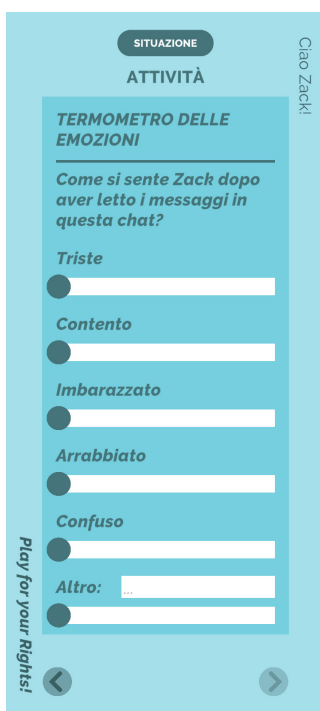 SITUAZIONE
ATTIVITÀ
Ciao Zack!
TERMOMETRO DELLE
EMOZIONI
Come si sente Zack dopo
aver letto i messaggi in
questa chat?
Triste
Contento
Imbarazzato
Arrabbiato
Confuso
Altro: ...
Play for your Rights!